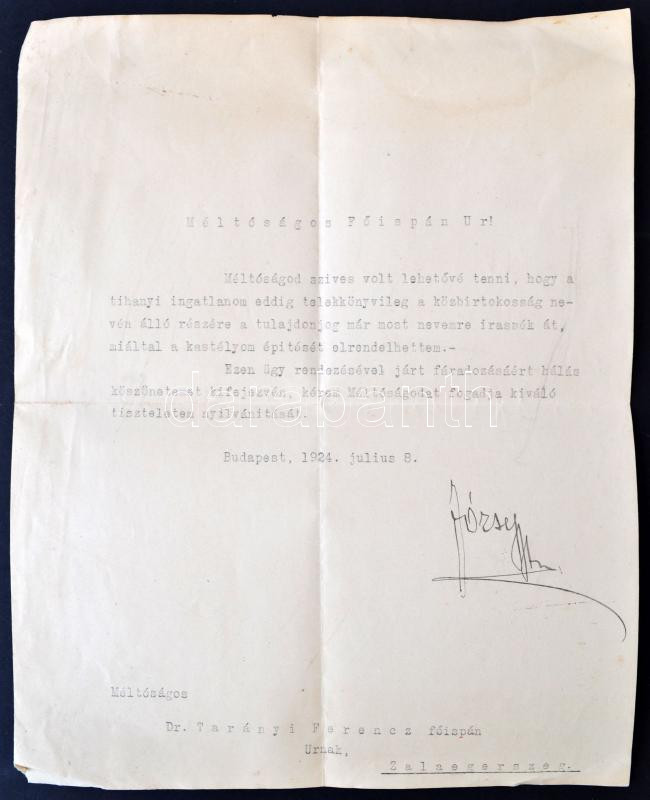 Méltóságos Főispán Ur!
Méltóságod szives volt lehetővé tenni, hogy a
tihanyi ingatlanom eddig telekkönyvileg a közbirtokosság ne-
vén álló részére a tulajdonjog már most nevemre irassék át,
miáltal a kastélyom épitését elrendelhettem.-
Ezen ügy rendezésével járt fáradozásáért hálás
köszönetemet kifejezvén, kérem Méltóságodat fogadja kiváló
tiszteletem nyilvánitását.
darabanth
Budapest, 1924. julius 8.
József
Méltóságos
Dr. Tarányi Ferencz főispán
Urnak,
Zalaegerszeg.